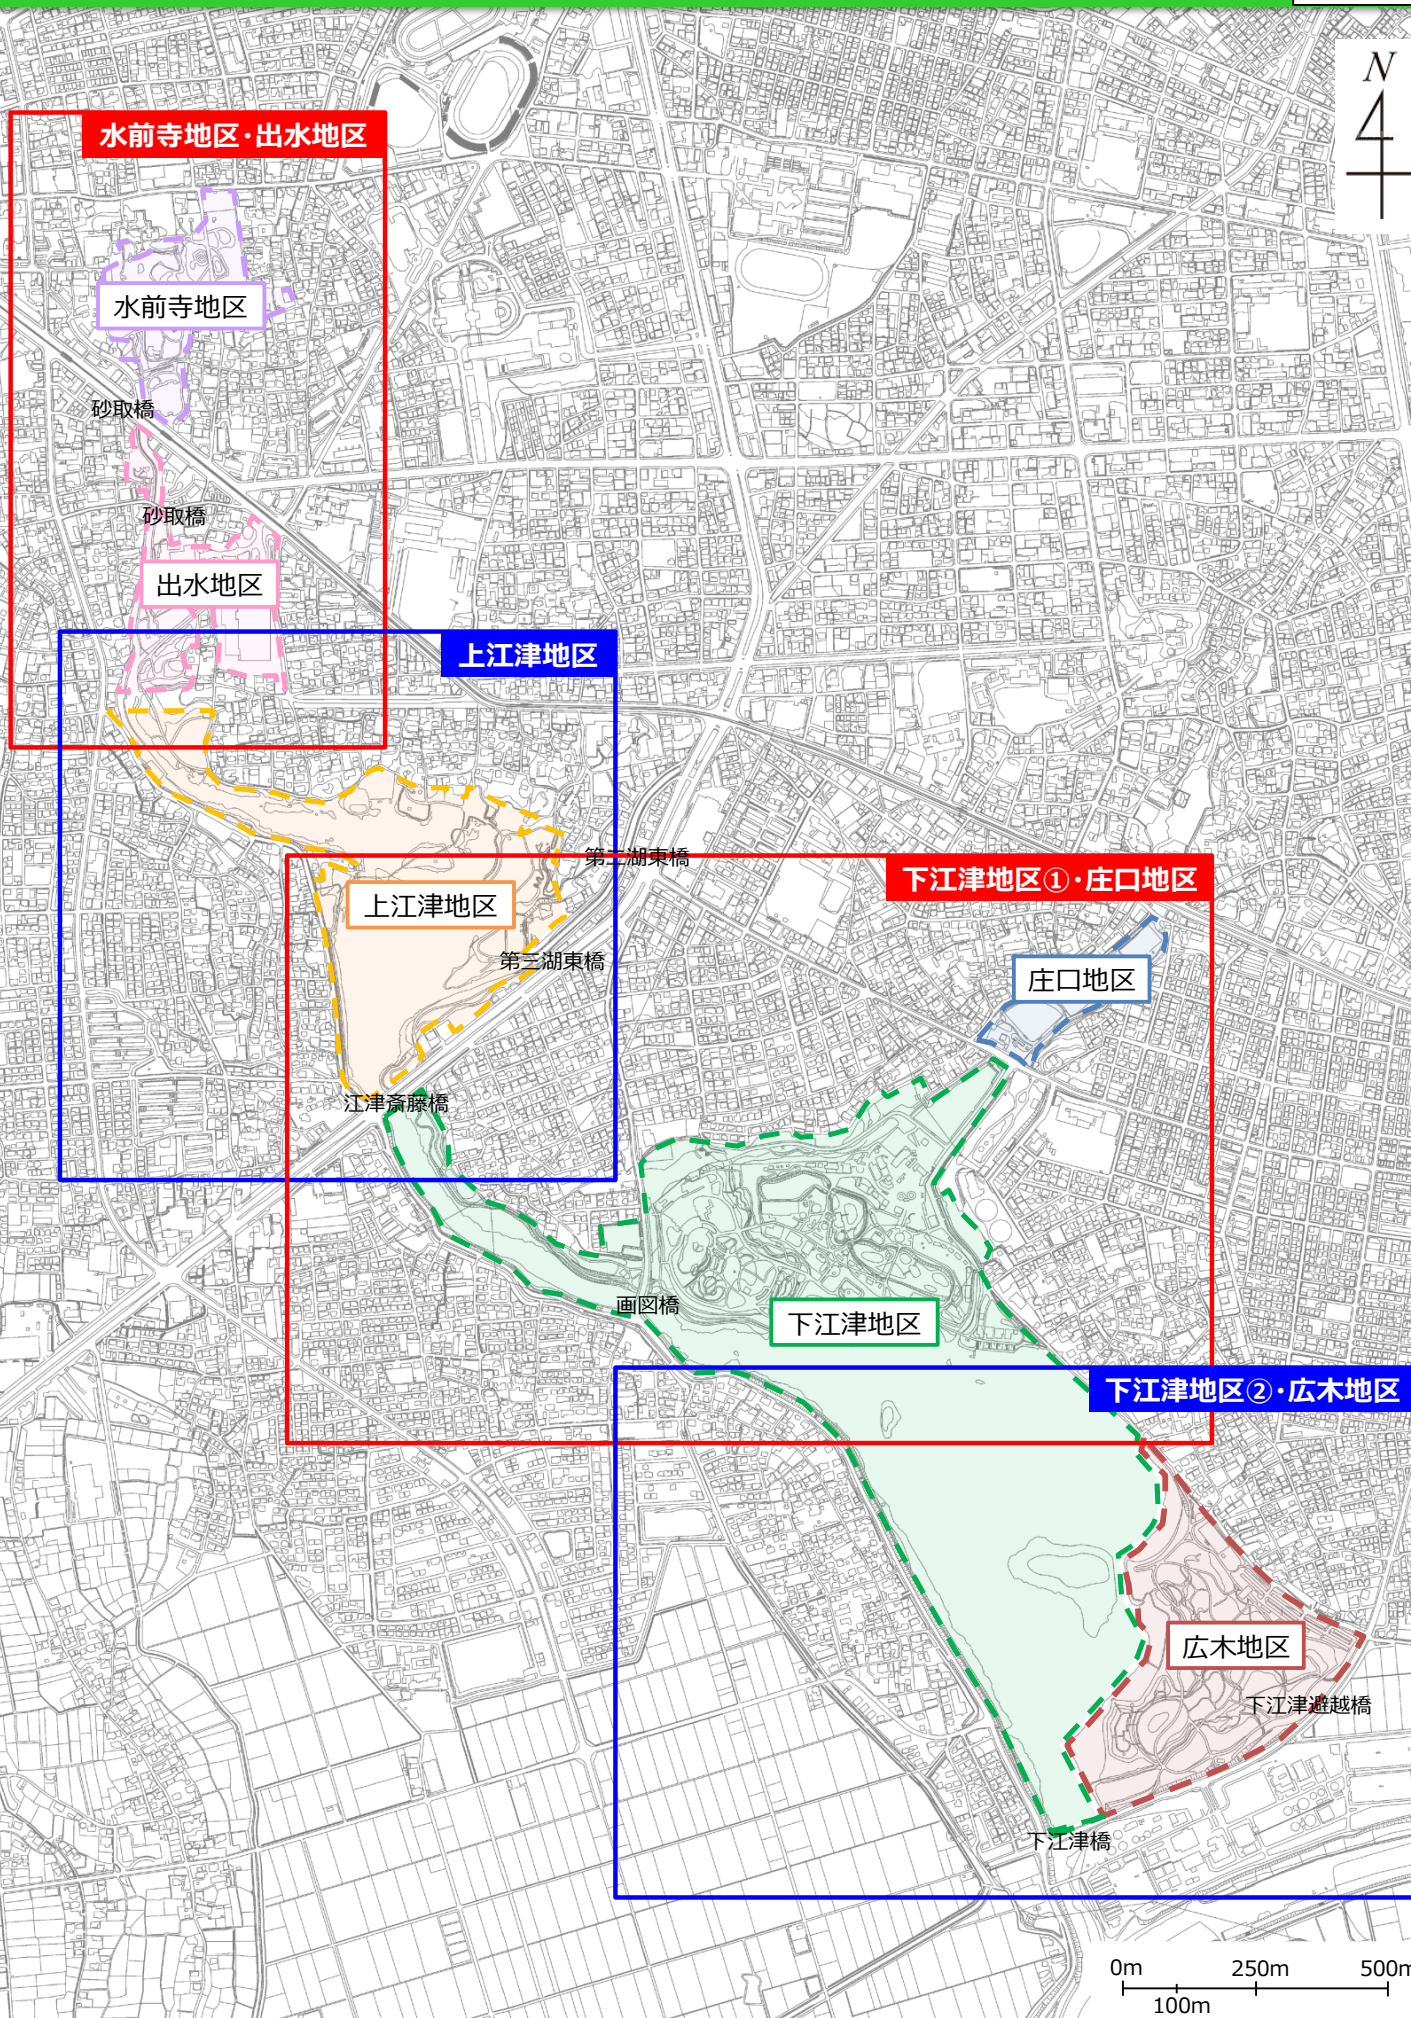 N
水前寺地区・出水地区
水前寺地区
砂取橋
砂取橋
出水地区
上江津地区
第二湖東橋
下江津地区①・庄口地区
上江津地区
第三湖東橋
庄口地区
江津斎藤橋
画図橋
下江津地区
下江津地区②・広木地区
広木地区
下江津避越橋
下江津橋
0m 250m 500m
100m